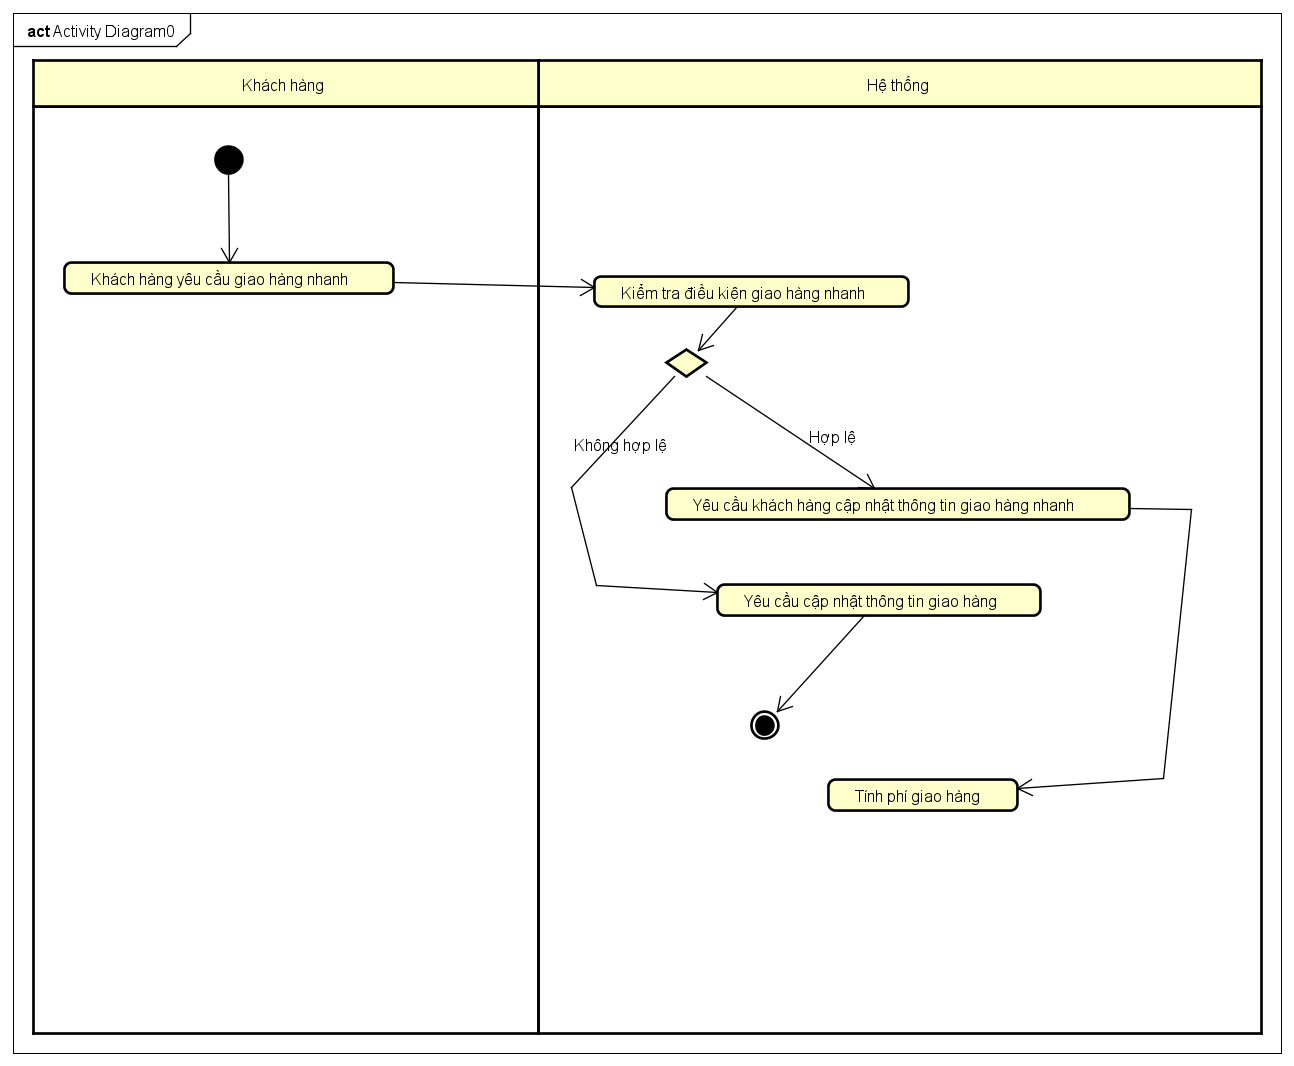 act Activity Diagram0
Khách hàng
Hệ thống
Khách hàng yêu cầu giao hàng nhanh
Kiểm tra điều kiện giao hàng nhanh
Không hợp lệ
Hợp lệ
Yêu cầu khách hàng cập nhật thông tin giao hàng nhanh
Yêu cầu cập nhật thông tin giao hàng
Tính phí giao hàng